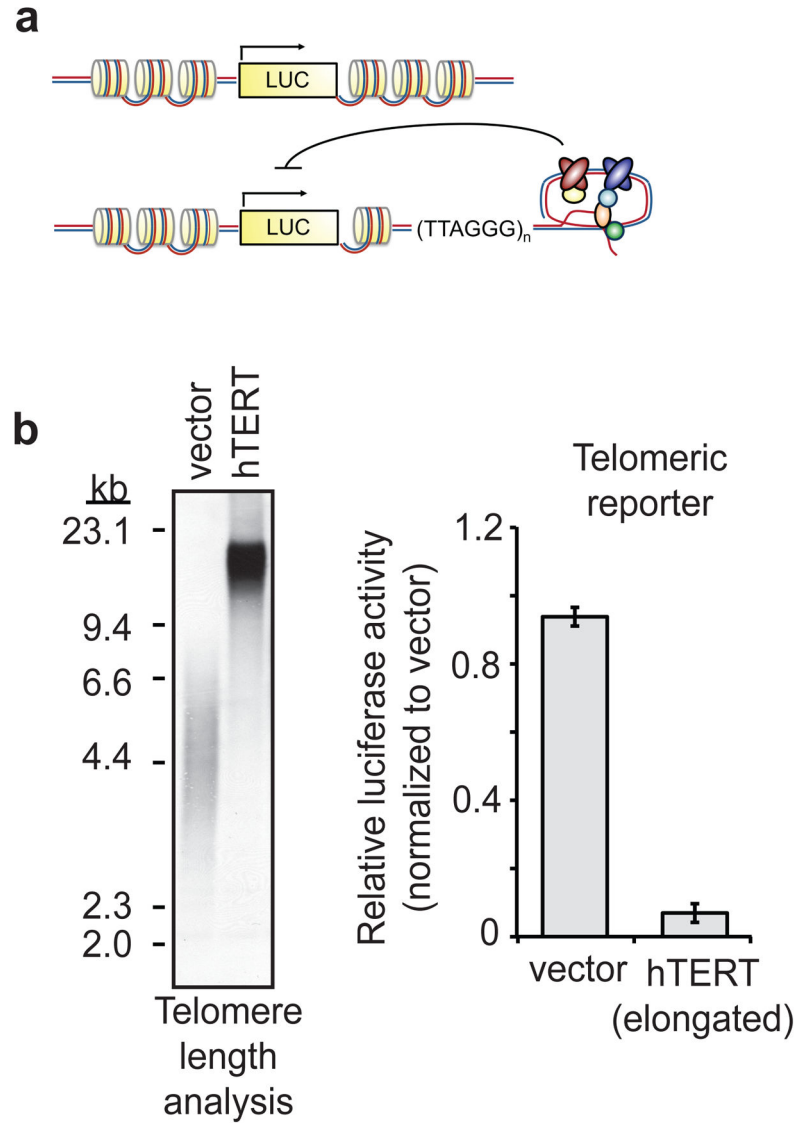 a
LUC
LUC
(TTAGGG)n
b
vector
hTERT
kb
23.1
9.4
6.6
4.4
2.3
2.0
Telomere
length
analysis
Telomeric
reporter
Relative luciferase activity
(normalized to vector)
1.2
0.8
0.4
0
vector
hTERT
(elongated)